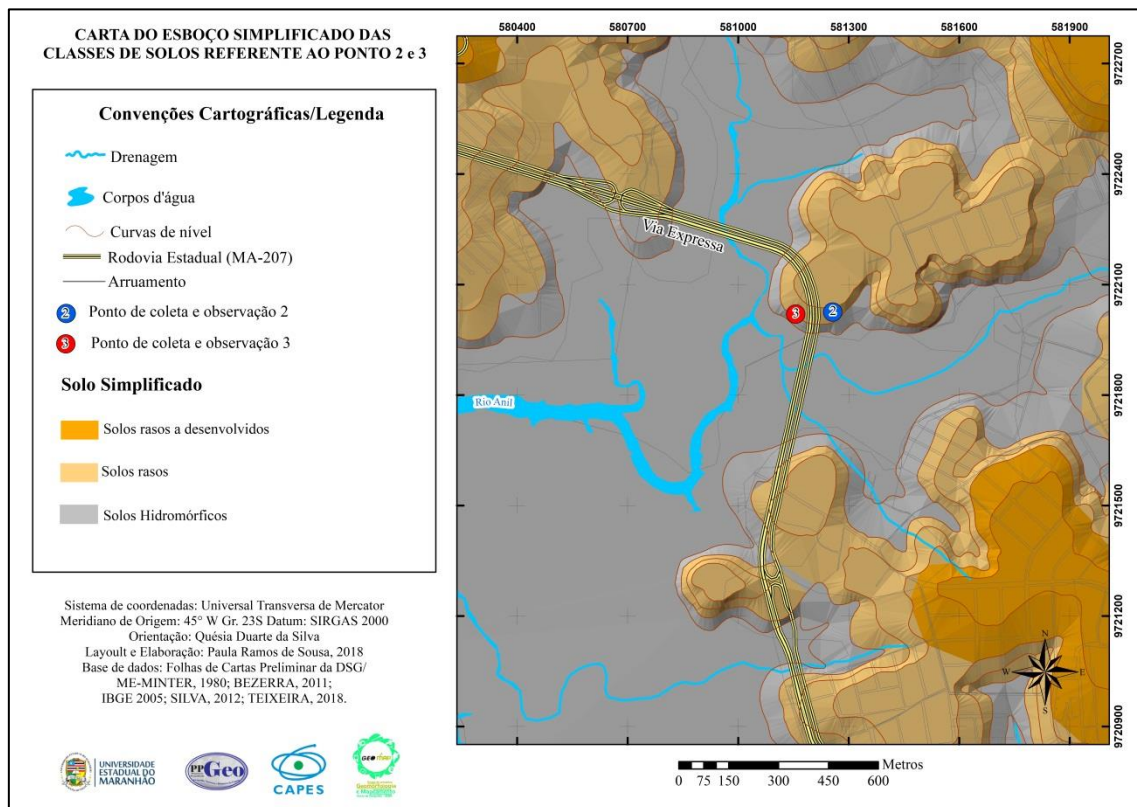 CARTA DO ESBOÇO SIMPLIFICADO DAS
CLASSES DE SOLOS REFERENTE AO PONTO 2 e 3
Convenções Cartográficas/Legenda
Drenagem
Corpos d'água
Curvas de nível
Rodovia Estadual (MA-207)
Arruamento
2 Ponto de coleta e observação 2
3 Ponto de coleta e observação 3
Solo Simplificado
Solos rasos a desenvolvidos
Solos rasos
Solos Hidromórficos
Sistema de coordenadas: Universal Transversa de Mercator
Meridiano de Origem: 45° W Gr. 23S Datum: SIRGAS 2000
Orientação: Quésia Duarte da Silva
Layoult e Elaboração: Paula Ramos de Sousa, 2018
Base de dados: Folhas de Cartas Preliminar da DSG/
ME-MINTER, 1980; BEZERRA, 2011;
IBGE 2005; SILVA, 2012; TEIXEIRA, 2018.
UNIVERSIDADE
ESTADUAL DO
MARANHÃO
PPGeo
CAPES
580400 580700 581000 581300 581600 581900
9722700
9722400
9722100
9721800
9721500
9721200
9720900
Via Expressa
3 2
Rio Anil
N
W E
S
Metros
0 75 150 300 450 600